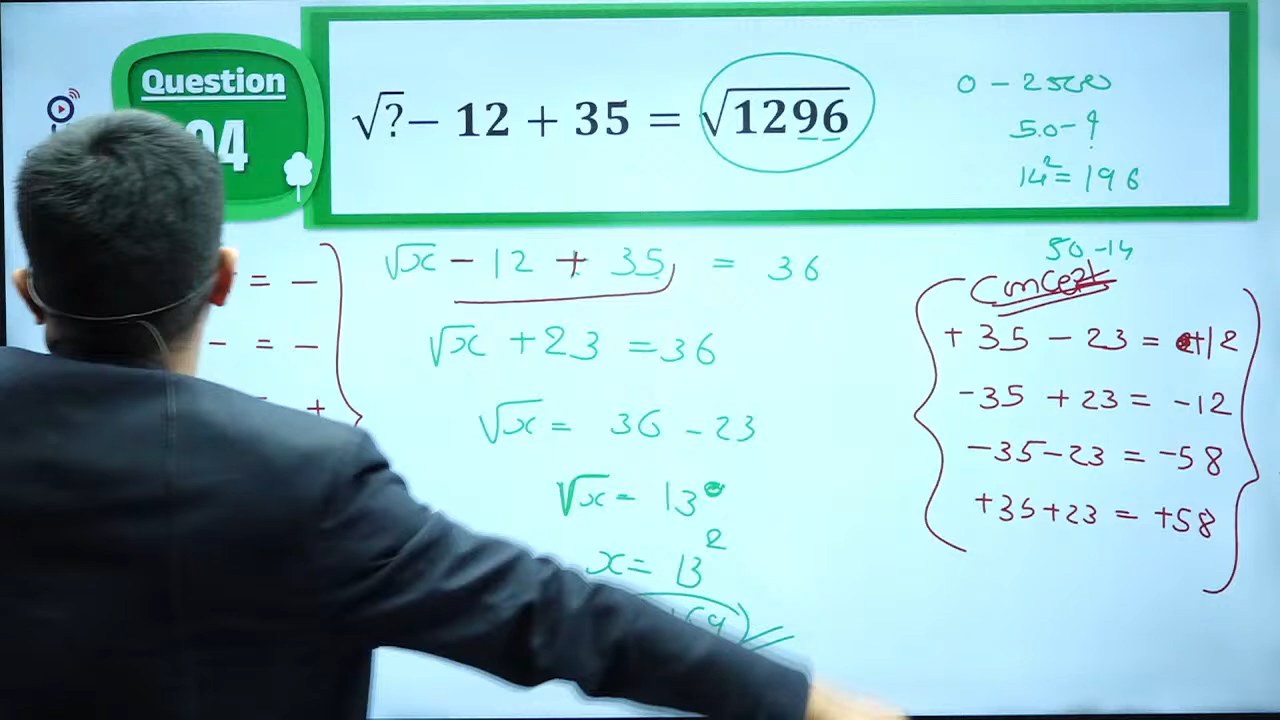 Question
04
√? − 12 + 35 = √1296
0 - 2500
50 - ?
14² = 196
50 - 14
= −
√x − 12 + 35 = 36
Concept
− = −
√x + 23 = 36
+ 35 − 23 = +12
= +
√x = 36 − 23
−35 + 23 = −12
−35 − 23 = −58
√x = 13
+35 + 23 = +58
x = 13²
169